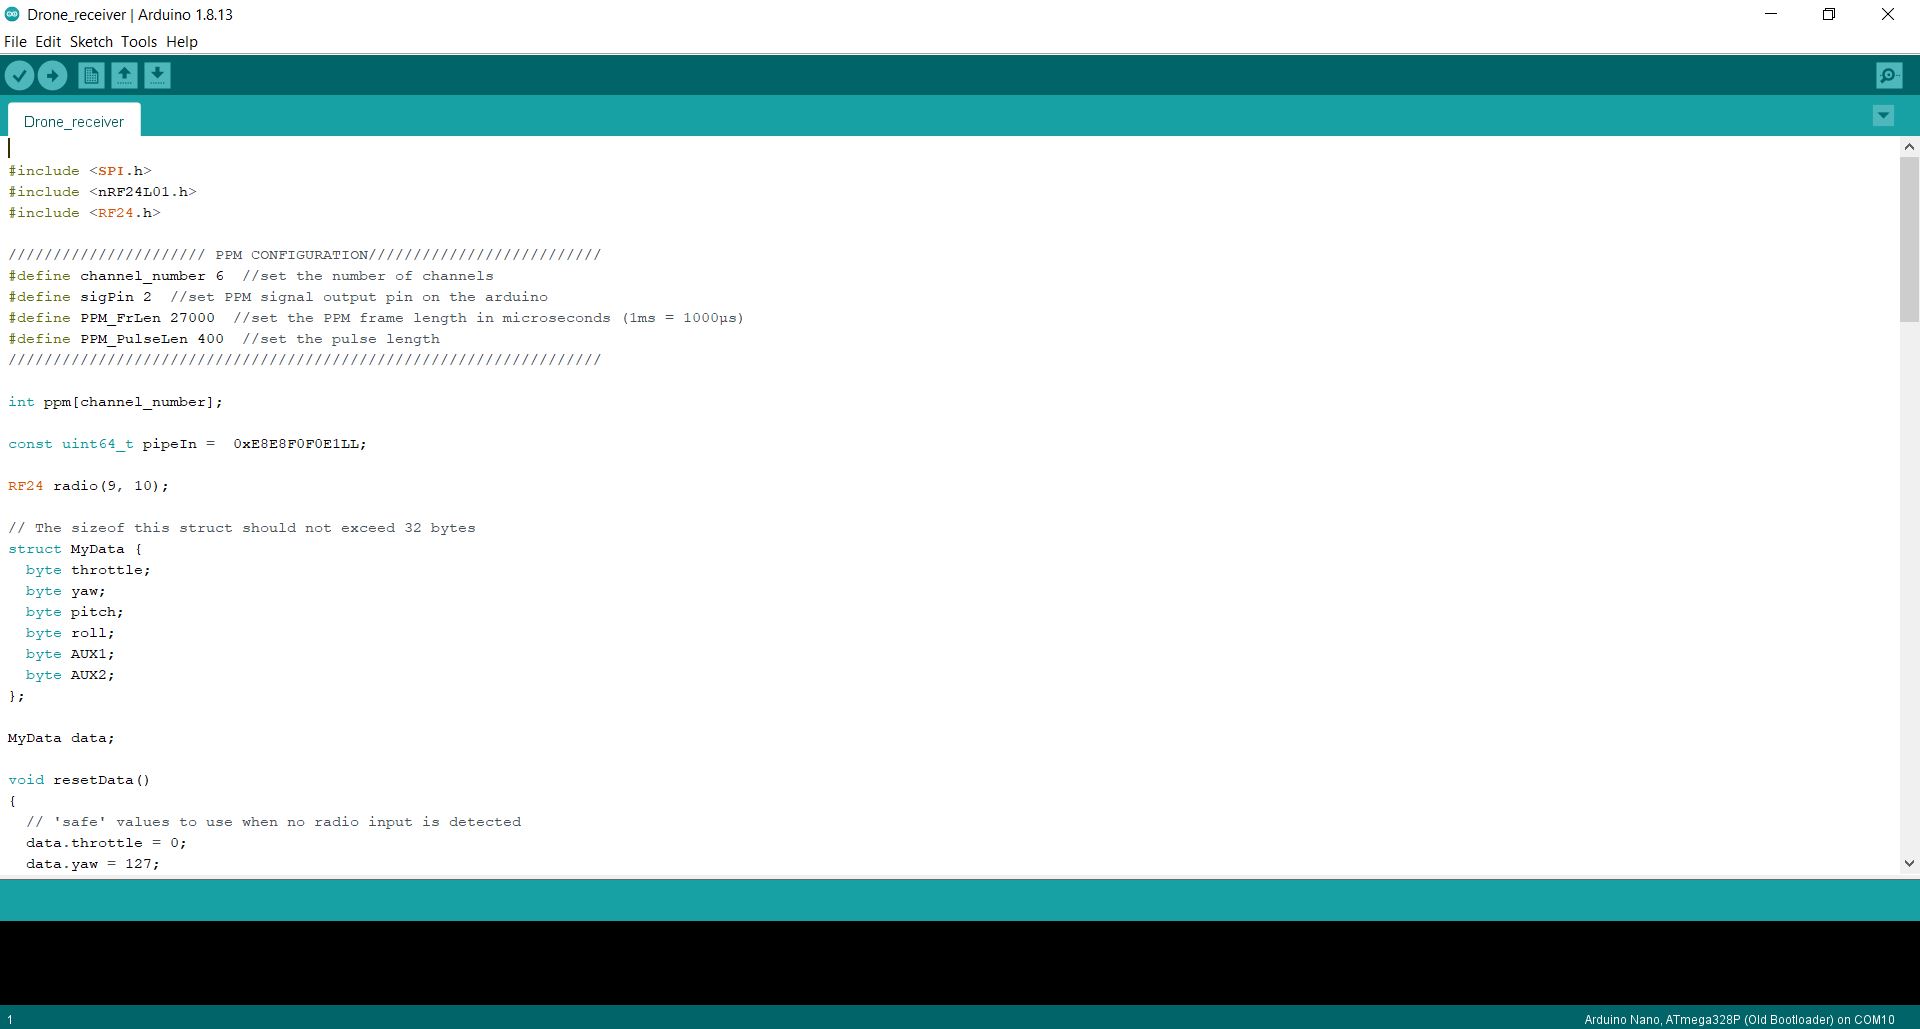 Drone_receiver | Arduino 1.8.13
File Edit Sketch Tools Help
Drone_receiver
#include <SPI.h>
#include <nRF24L01.h>
#include <RF24.h>
////////////////////// PPM CONFIGURATION//////////////////////////
#define channel_number 6  //set the number of channels
#define sigPin 2  //set PPM signal output pin on the arduino
#define PPM_FrLen 27000  //set the PPM frame length in microseconds (1ms = 1000µs)
#define PPM_PulseLen 400  //set the pulse length
//////////////////////////////////////////////////////////////////
int ppm[channel_number];
const uint64_t pipeIn =  0xE8E8F0F0E1LL;
RF24 radio(9, 10);
// The sizeof this struct should not exceed 32 bytes
struct MyData {
  byte throttle;
  byte yaw;
  byte pitch;
  byte roll;
  byte AUX1;
  byte AUX2;
};
MyData data;
void resetData()
{
  // 'safe' values to use when no radio input is detected
  data.throttle = 0;
  data.yaw = 127;
1
Arduino Nano, ATmega328P (Old Bootloader) on COM10